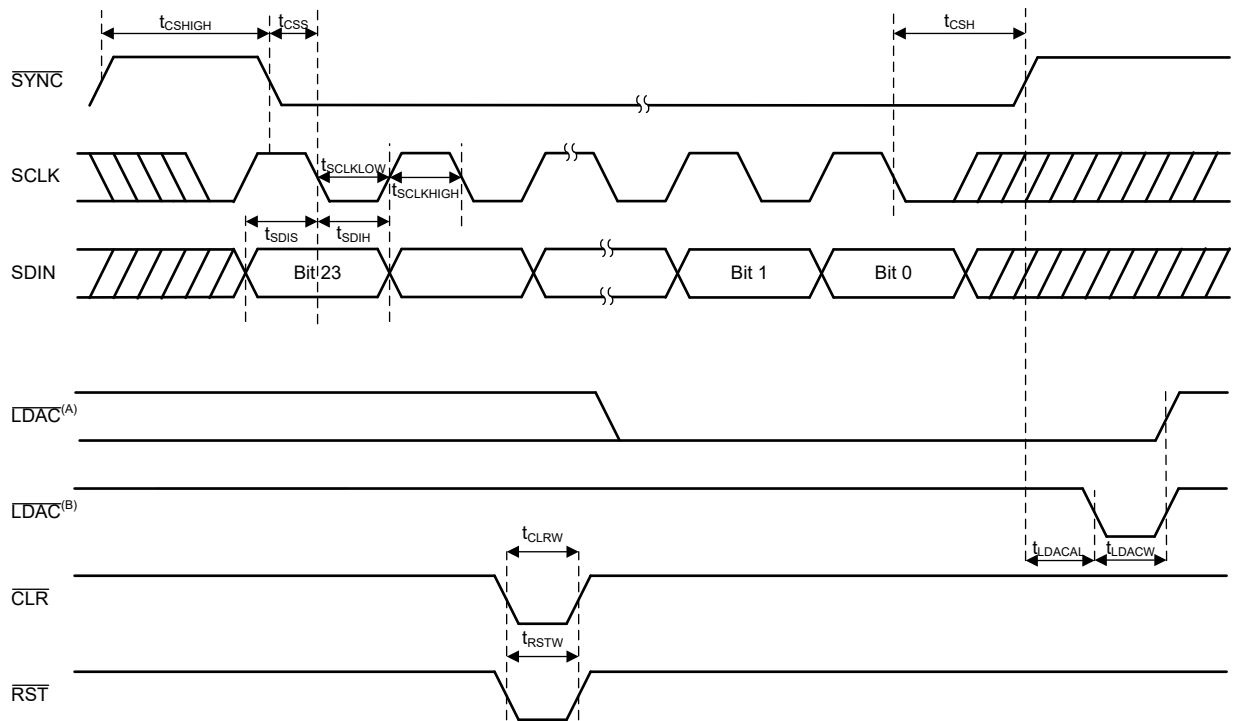 tCSHIGH tCSS tCSH
SYNC
SCLK tSCLKLOW tSCLKHIGH
tSDIS tSDIH
SDIN Bit 23 Bit 1 Bit 0
LDAC(A)
LDAC(B)
tLDACAL tLDACW
tCLRW
CLR
tRSTW
RST